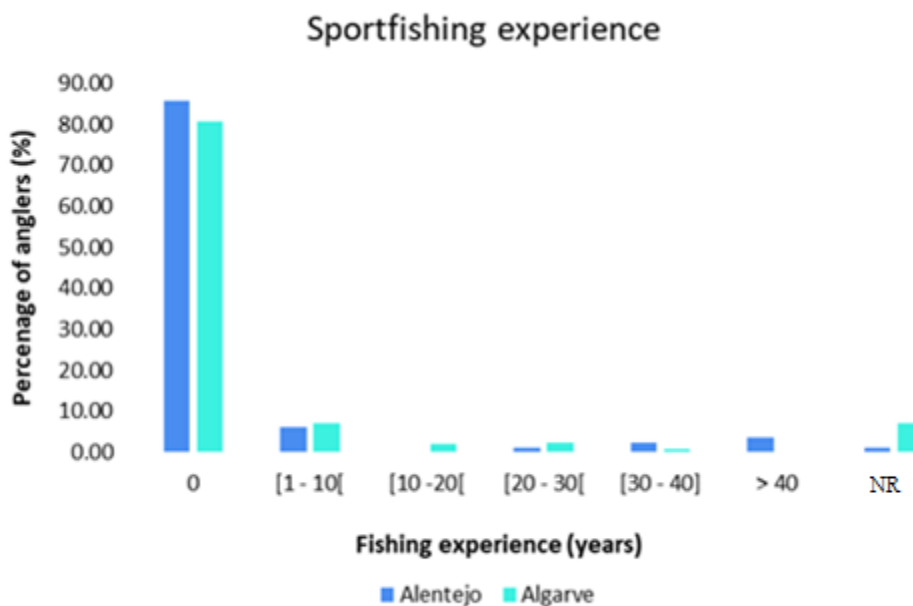 Sportfishing experience
90.00
80.00
70.00
60.00
50.00
40.00
30.00
20.00
10.00
0.00
Percenage of anglers (%)
0 [1 - 10[ [10 -20[ [20 - 30[ [30 - 40] > 40 NR
Fishing experience (years)
Alentejo Algarve